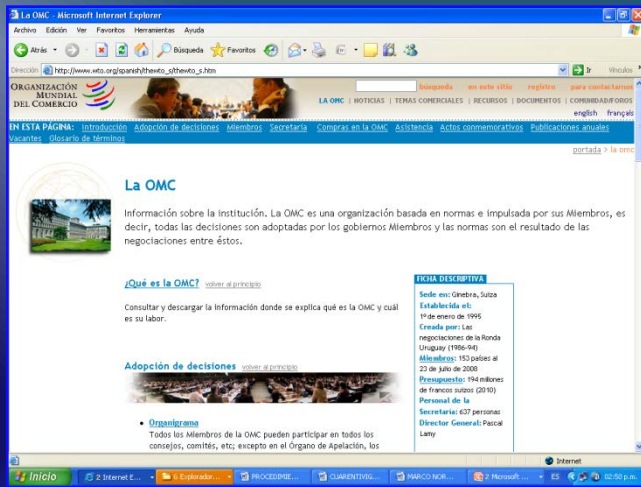 La OMC - Microsoft Internet Explorer
Archivo Edición Ver Favoritos Herramientas Ayuda
Atrás Búsqueda Favoritos
Dirección http://www.wto.org/spanish/thewto_s/thewto_s.htm Ir Vínculos
ORGANIZACIÓN MUNDIAL DEL COMERCIO
búsqueda en este sitio registro para contactarnos
LA OMC | NOTICIAS | TEMAS COMERCIALES | RECURSOS | DOCUMENTOS | COMUNIDAD/FOROS
english français
EN ESTA PÁGINA: Introducción Adopción de decisiones Miembros Secretaría Compras en la OMC Asistencia Actos conmemorativos Publicaciones anuales
Vacantes Glosario de términos
portada > la omc
La OMC
Información sobre la institución. La OMC es una organización basada en normas e impulsada por sus Miembros, es
decir, todas las decisiones son adoptadas por los gobiernos Miembros y las normas son el resultado de las
negociaciones entre éstos.
¿Qué es la OMC? volver al principio
Consultar y descargar la información donde se explica qué es la OMC y cuál
es su labor.
Adopción de decisiones volver al principio
• Organigrama
Todos los Miembros de la OMC pueden participar en todos los
consejos, comités, etc; excepto en el Órgano de Apelación, los
FICHA DESCRIPTIVA
Sede en: Ginebra, Suiza
Establecida el:
1º de enero de 1995
Creada por: Las
negociaciones de la Ronda
Uruguay (1986-94)
Miembros: 153 países al
23 de julio de 2008
Presupuesto: 194 millones
de francos suizos (2010)
Personal de la
Secretaría: 637 personas
Director General: Pascal
Lamy
Internet
Inicio 2 Internet E... 6 Explorador... PROCEDIMIE... CUARENTIVIG... MARCO NOR... 2 Microsoft ... ES 02:50 p.m.